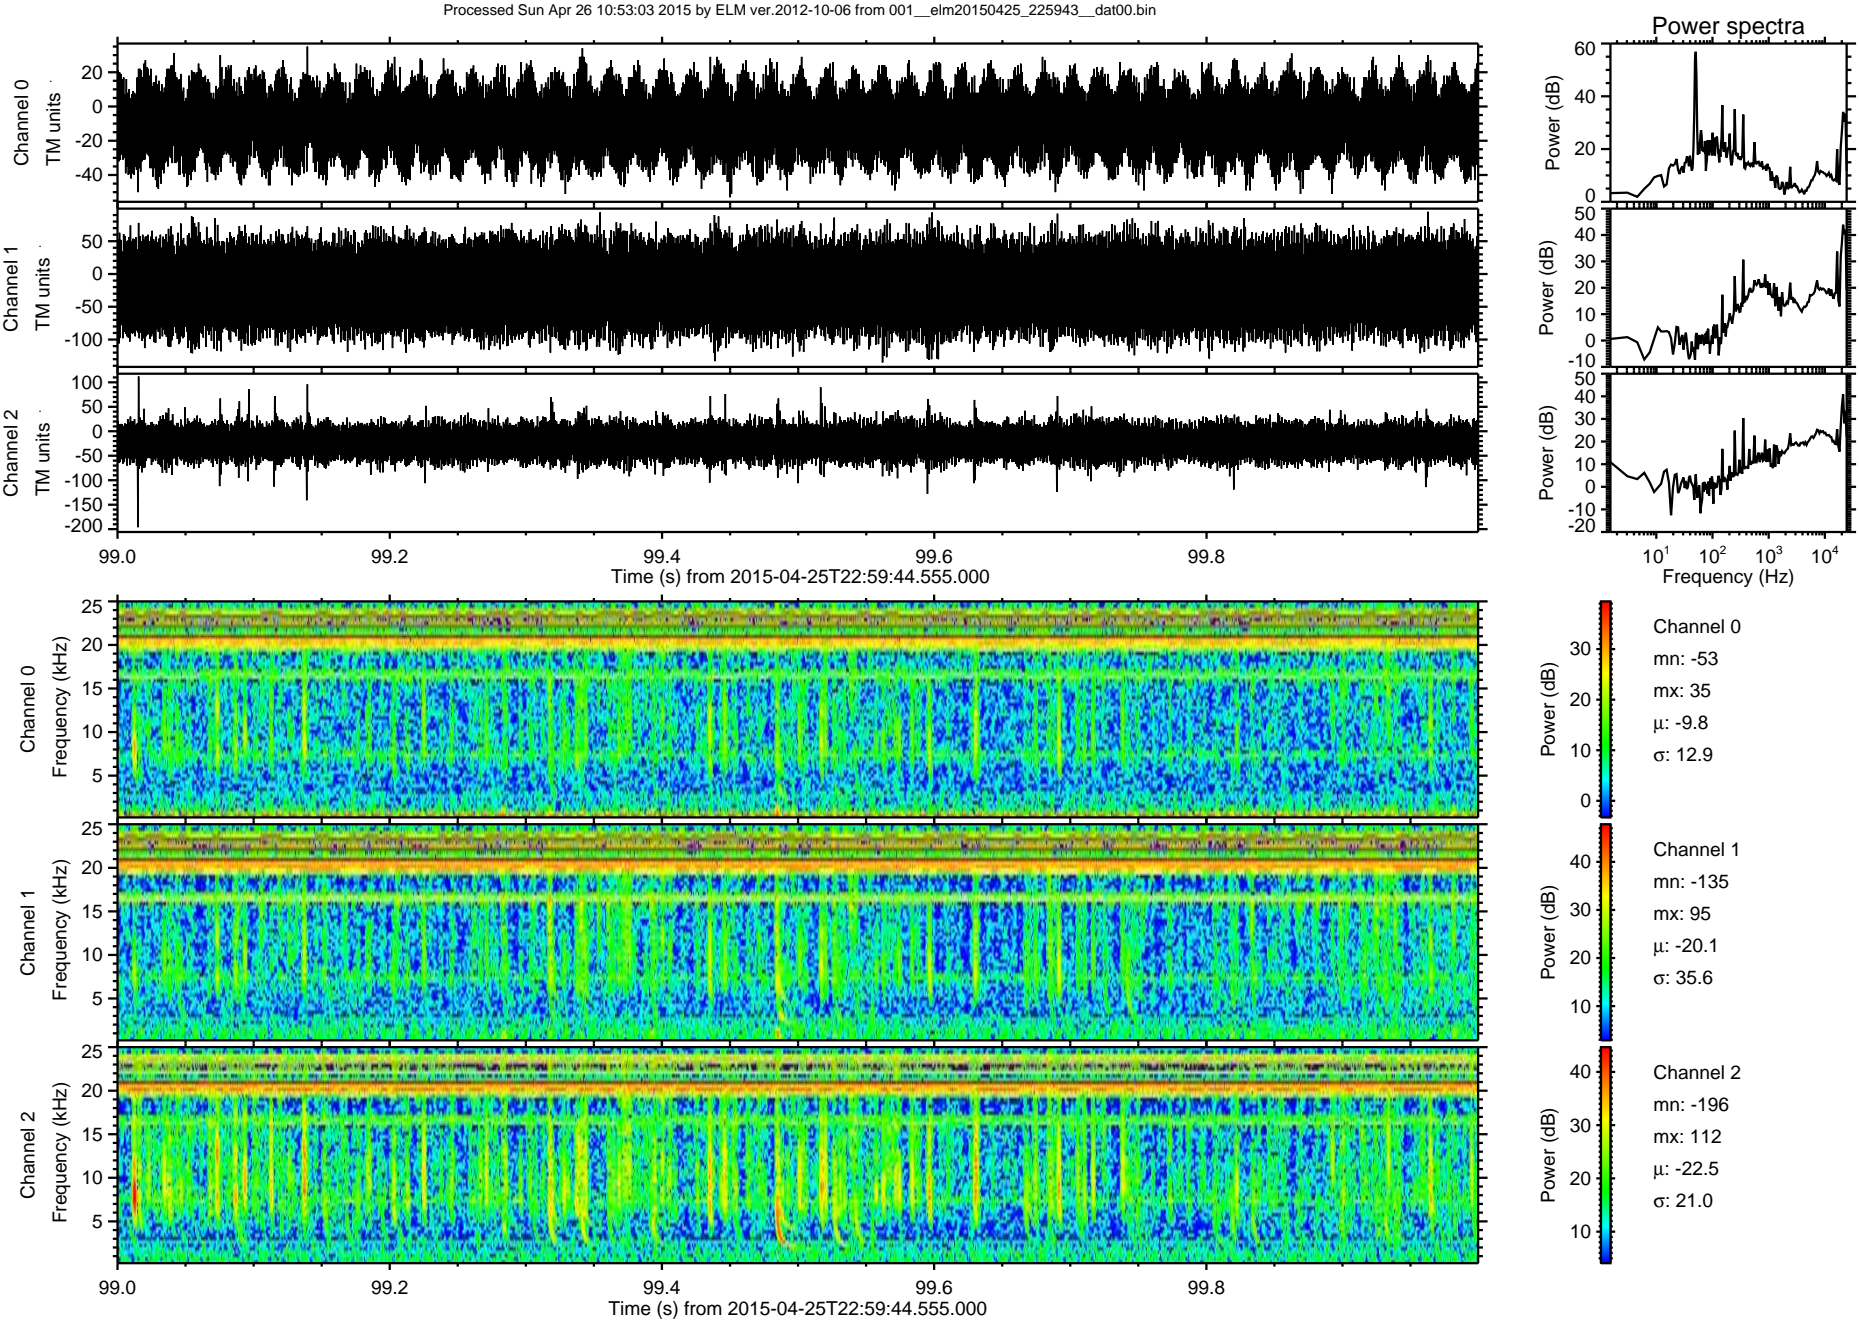 Processed Sun Apr 26 10:53:03 2015 by ELM ver.2012-10-06 from 001__elm20150425_225943__dat00.bin
Power spectra
Channel 0
TM units
20
0
-20
-40
Power (dB)
60
40
20
0
Channel 1
TM units
50
0
-50
-100
Power (dB)
50
40
30
20
10
0
-10
Channel 2
TM units
100
50
0
-50
-100
-150
-200
Power (dB)
50
40
30
20
10
0
-10
-20
99.0 99.2 99.4 99.6 99.8
Time (s) from 2015-04-25T22:59:44.555.000
10^1 10^2 10^3 10^4
Frequency (Hz)
Channel 0
Frequency (kHz)
25
20
15
10
5
Power (dB)
30
20
10
0
Channel 0
mn: -53
mx: 35
µ: -9.8
σ: 12.9
Channel 1
Frequency (kHz)
25
20
15
10
5
Power (dB)
40
30
20
10
Channel 1
mn: -135
mx: 95
µ: -20.1
σ: 35.6
Channel 2
Frequency (kHz)
25
20
15
10
5
Power (dB)
40
30
20
10
Channel 2
mn: -196
mx: 112
µ: -22.5
σ: 21.0
99.0 99.2 99.4 99.6 99.8
Time (s) from 2015-04-25T22:59:44.555.000